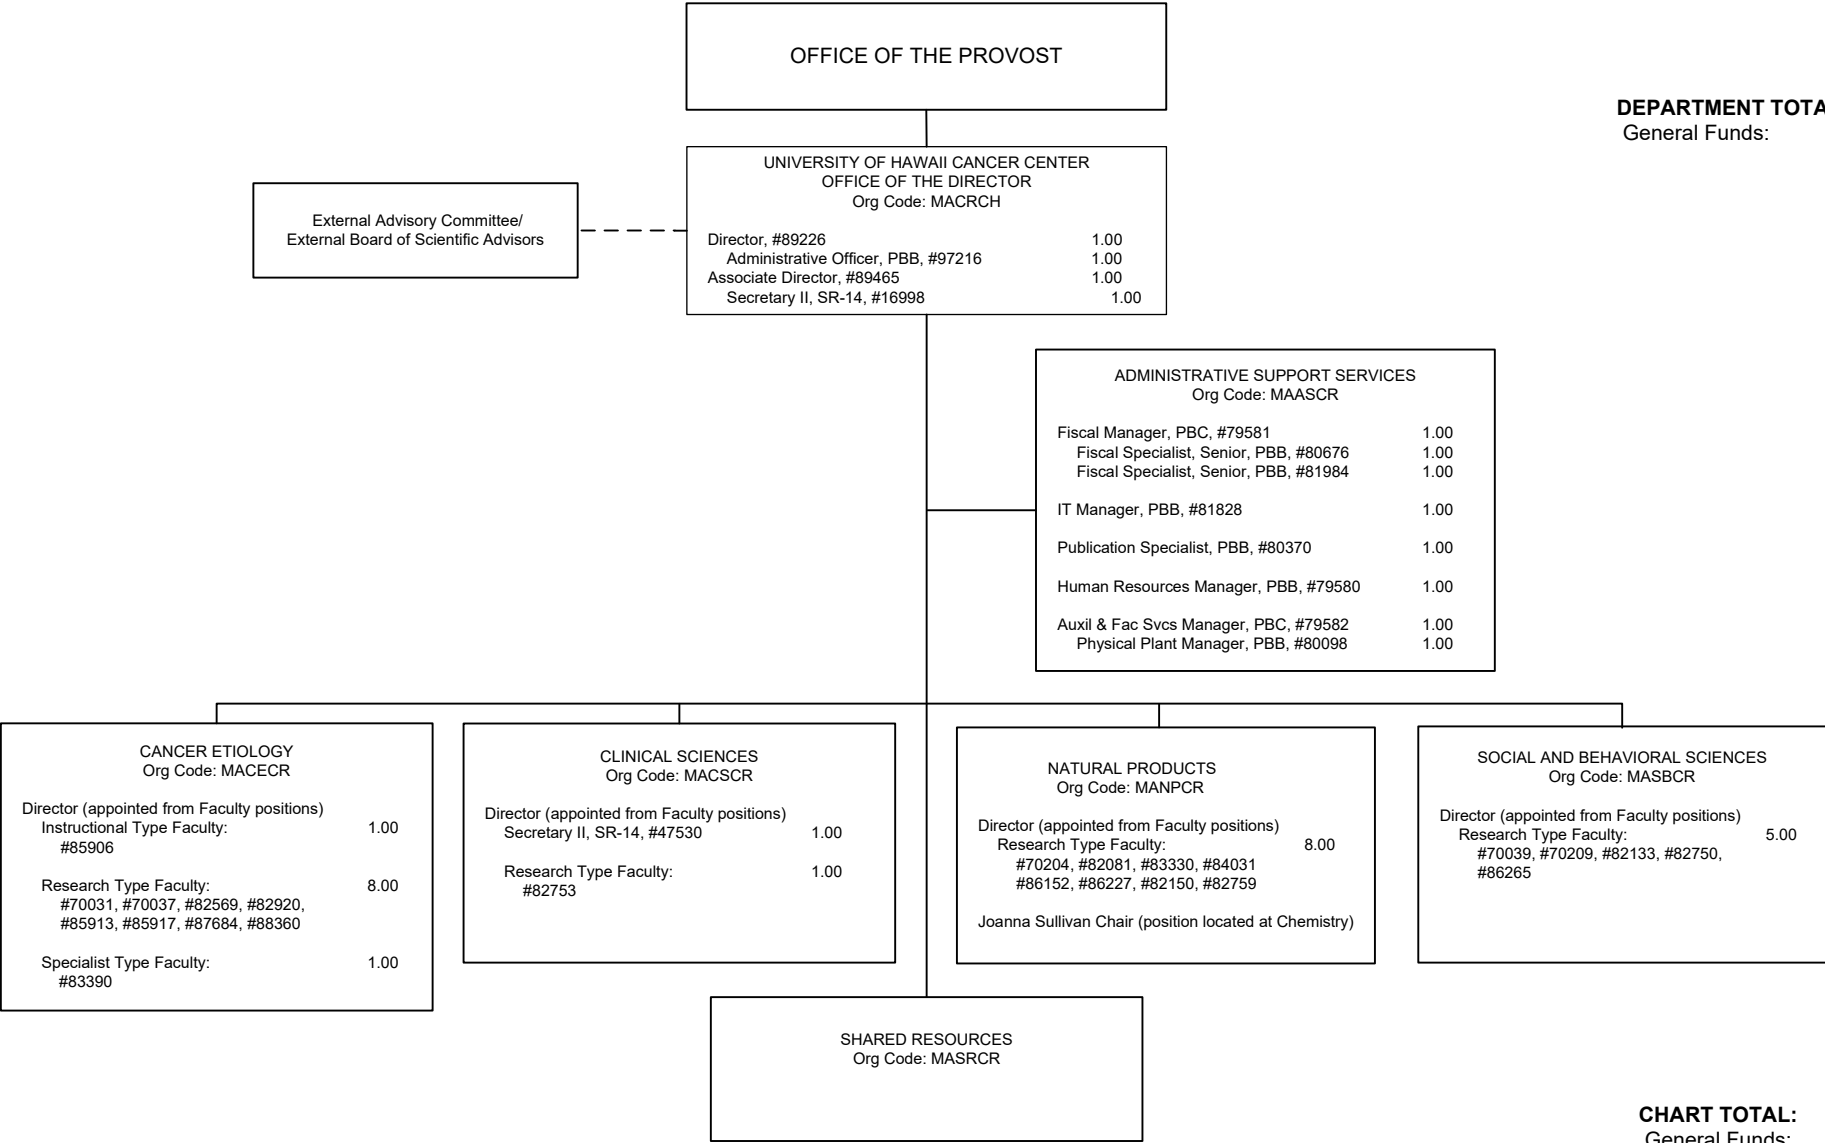 OFFICE OF THE PROVOST
DEPARTMENT TOTA
General Funds:
UNIVERSITY OF HAWAII CANCER CENTER
OFFICE OF THE DIRECTOR
Org Code: MACRCH
Director, #89226 1.00
Administrative Officer, PBB, #97216 1.00
Associate Director, #89465 1.00
Secretary II, SR-14, #16998 1.00
External Advisory Committee/
External Board of Scientific Advisors
ADMINISTRATIVE SUPPORT SERVICES
Org Code: MAASCR
Fiscal Manager, PBC, #79581 1.00
Fiscal Specialist, Senior, PBB, #80676 1.00
Fiscal Specialist, Senior, PBB, #81984 1.00
IT Manager, PBB, #81828 1.00
Publication Specialist, PBB, #80370 1.00
Human Resources Manager, PBB, #79580 1.00
Auxil & Fac Svcs Manager, PBC, #79582 1.00
Physical Plant Manager, PBB, #80098 1.00
CANCER ETIOLOGY
Org Code: MACECR
Director (appointed from Faculty positions)
Instructional Type Faculty: 1.00
#85906
Research Type Faculty: 8.00
#70031, #70037, #82569, #82920,
#85913, #85917, #87684, #88360
Specialist Type Faculty: 1.00
#83390
CLINICAL SCIENCES
Org Code: MACSCR
Director (appointed from Faculty positions)
Secretary II, SR-14, #47530 1.00
Research Type Faculty: 1.00
#82753
NATURAL PRODUCTS
Org Code: MANPCR
Director (appointed from Faculty positions)
Research Type Faculty: 8.00
#70204, #82081, #83330, #84031
#86152, #86227, #82150, #82759
Joanna Sullivan Chair (position located at Chemistry)
SOCIAL AND BEHAVIORAL SCIENCES
Org Code: MASBCR
Director (appointed from Faculty positions)
Research Type Faculty: 5.00
#70039, #70209, #82133, #82750,
#86265
SHARED RESOURCES
Org Code: MASRCR
CHART TOTAL:
General Funds: